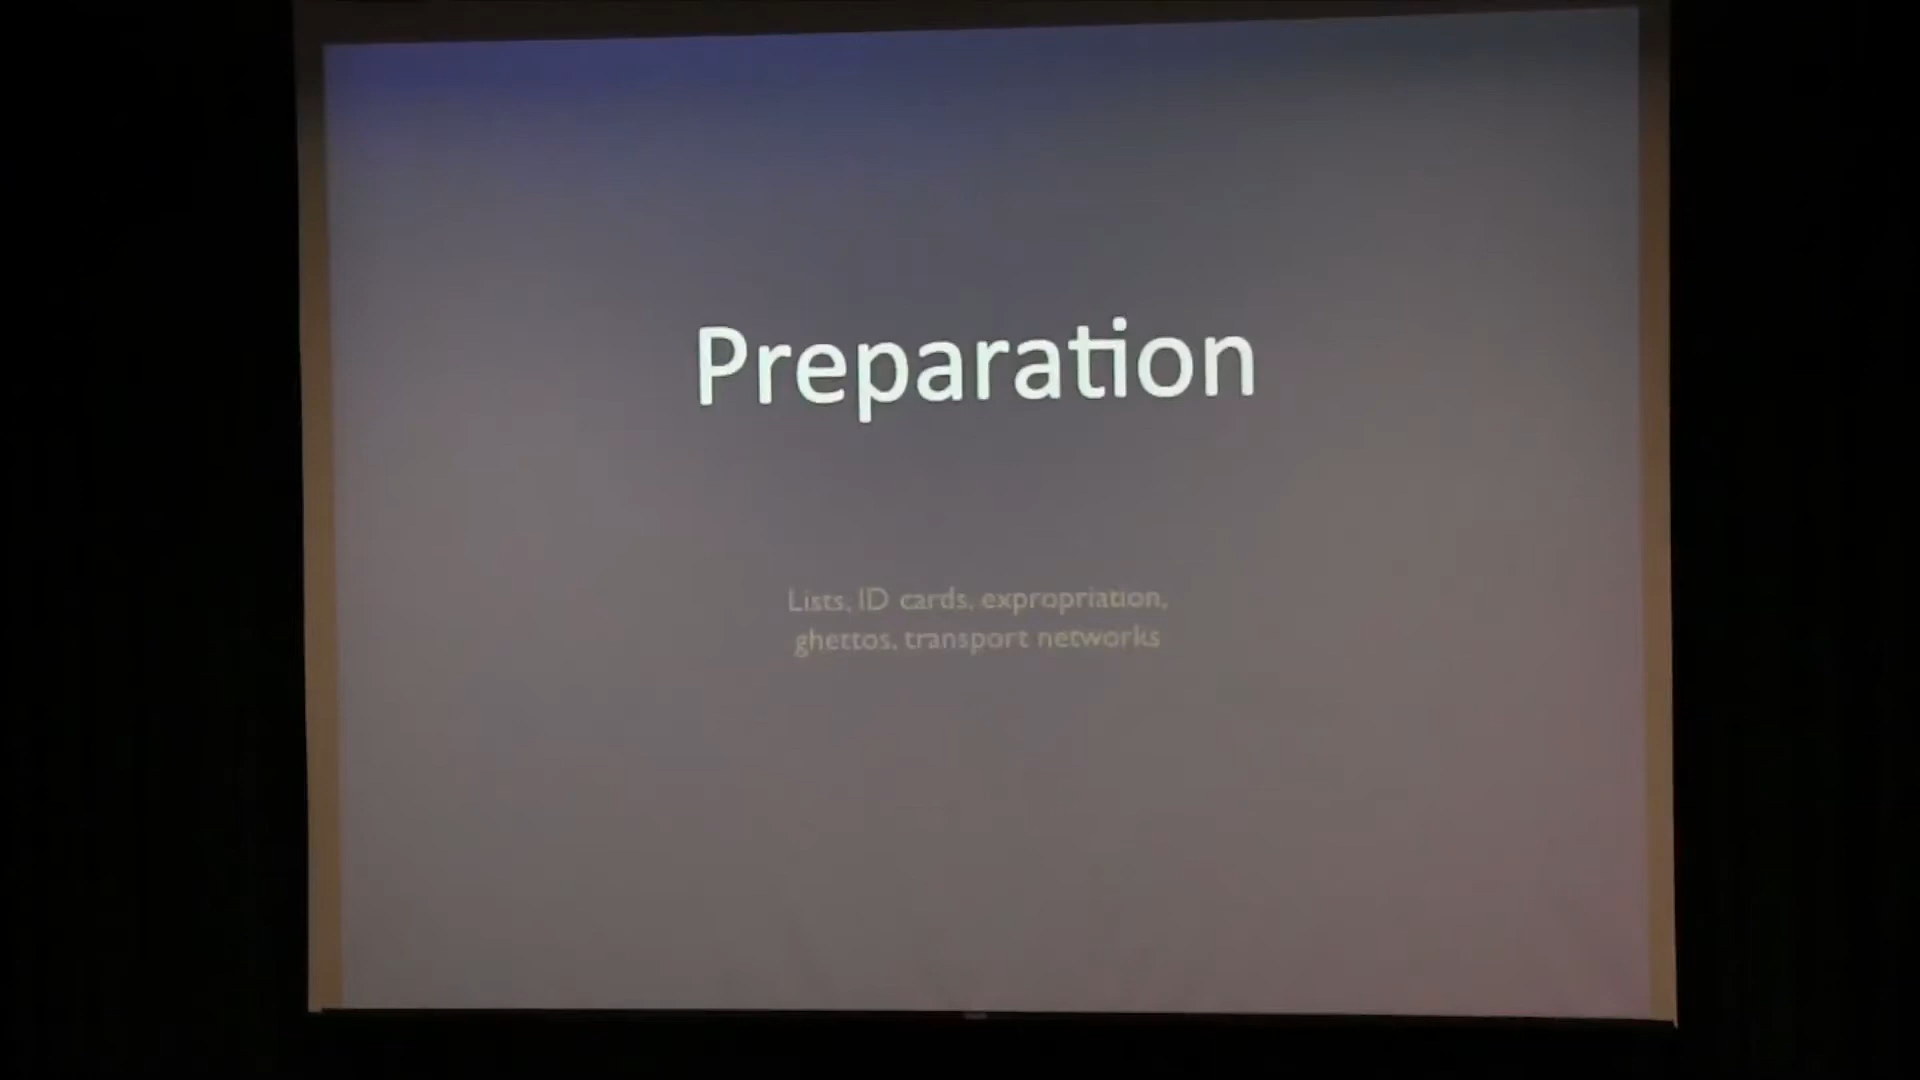 Preparation
Lists, ID cards, expropriation,
ghettos, transport networks